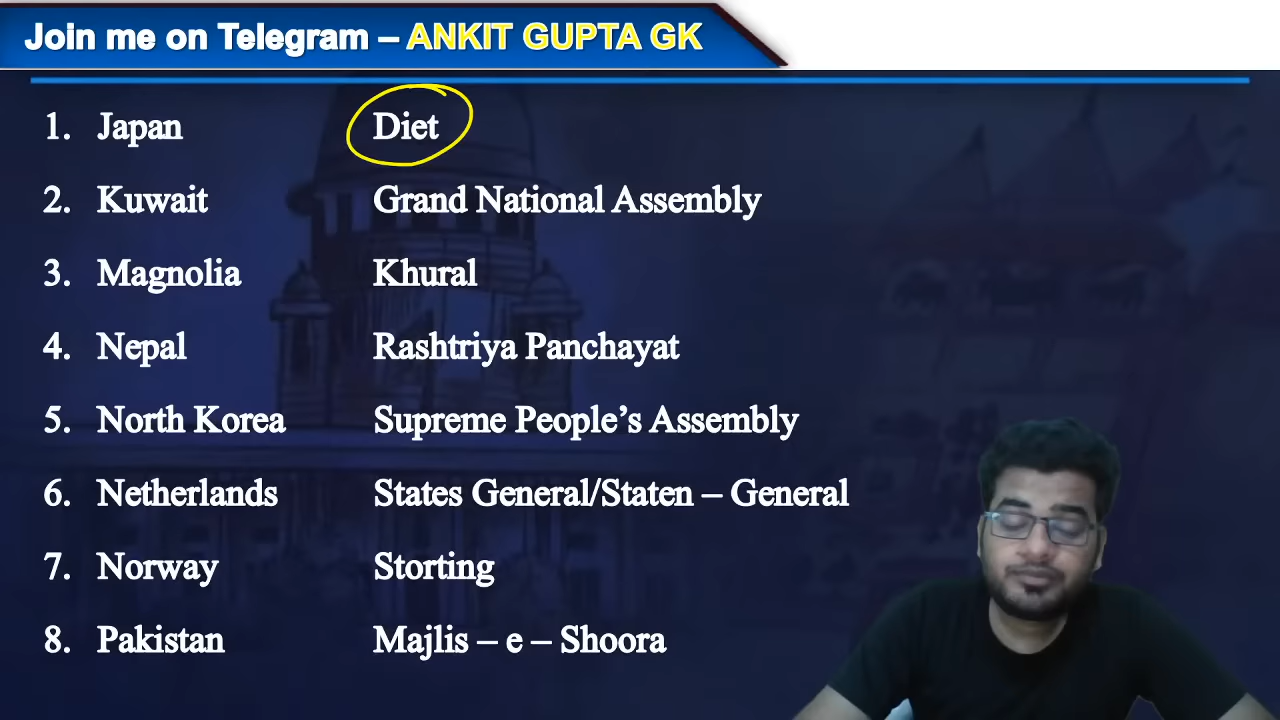 Join me on Telegram – ANKIT GUPTA GK
1. Japan Diet
2. Kuwait Grand National Assembly
3. Magnolia Khural
4. Nepal Rashtriya Panchayat
5. North Korea Supreme People’s Assembly
6. Netherlands States General/Staten – General
7. Norway Storting
8. Pakistan Majlis – e – Shoora